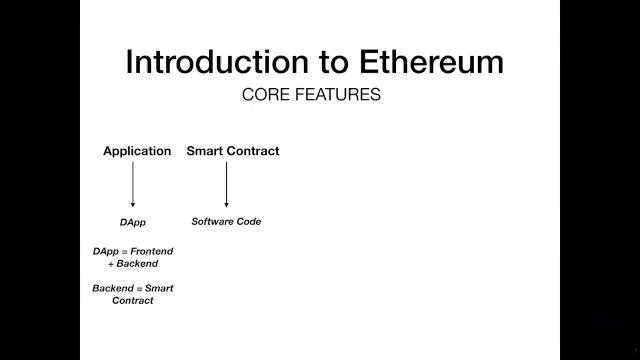 Introduction to Ethereum
CORE FEATURES
Application
Smart Contract
DApp
Software Code
DApp = Frontend
+ Backend
Backend = Smart
Contract